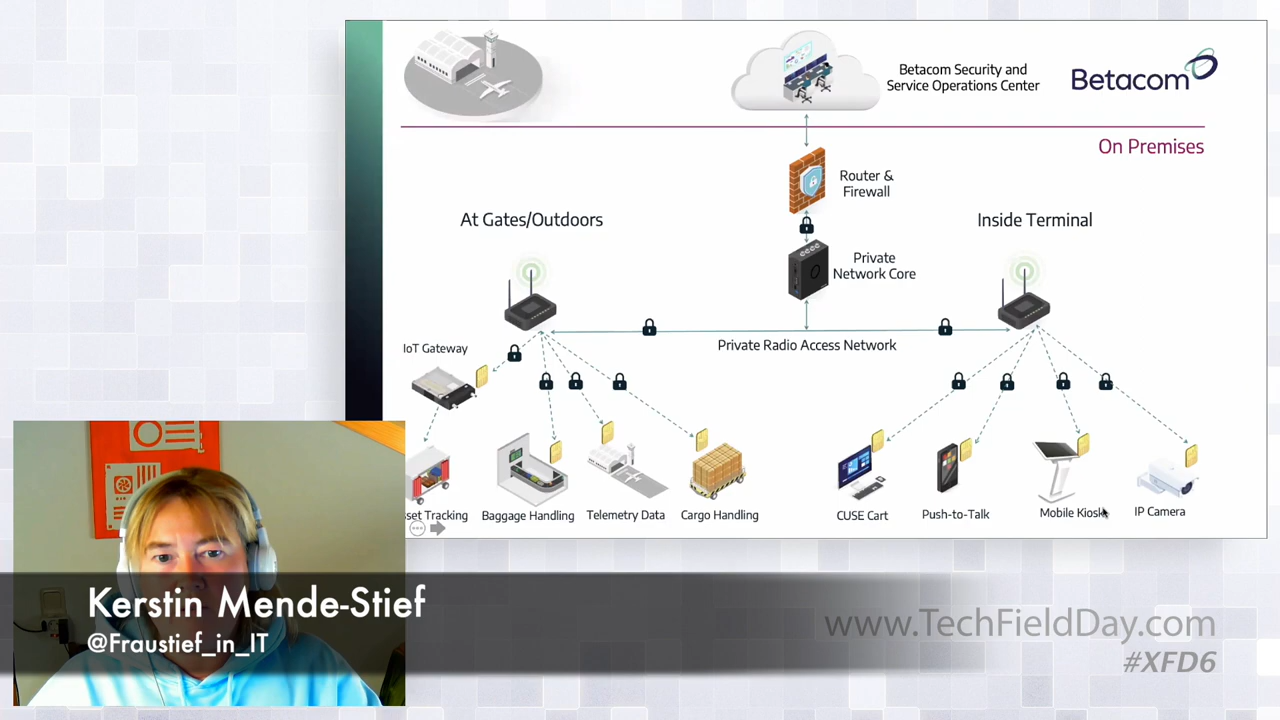 Betacom Security and
Service Operations Center
Betacom
On Premises
Router &
Firewall
At Gates/Outdoors
Inside Terminal
Private
Network Core
IoT Gateway
Private Radio Access Network
set Tracking
Baggage Handling
Telemetry Data
Cargo Handling
CUSE Cart
Push-to-Talk
Mobile Kiosk
IP Camera
Kerstin Mende-Stief
@Fraustief_in_IT
www.TechFieldDay.com
#XFD6